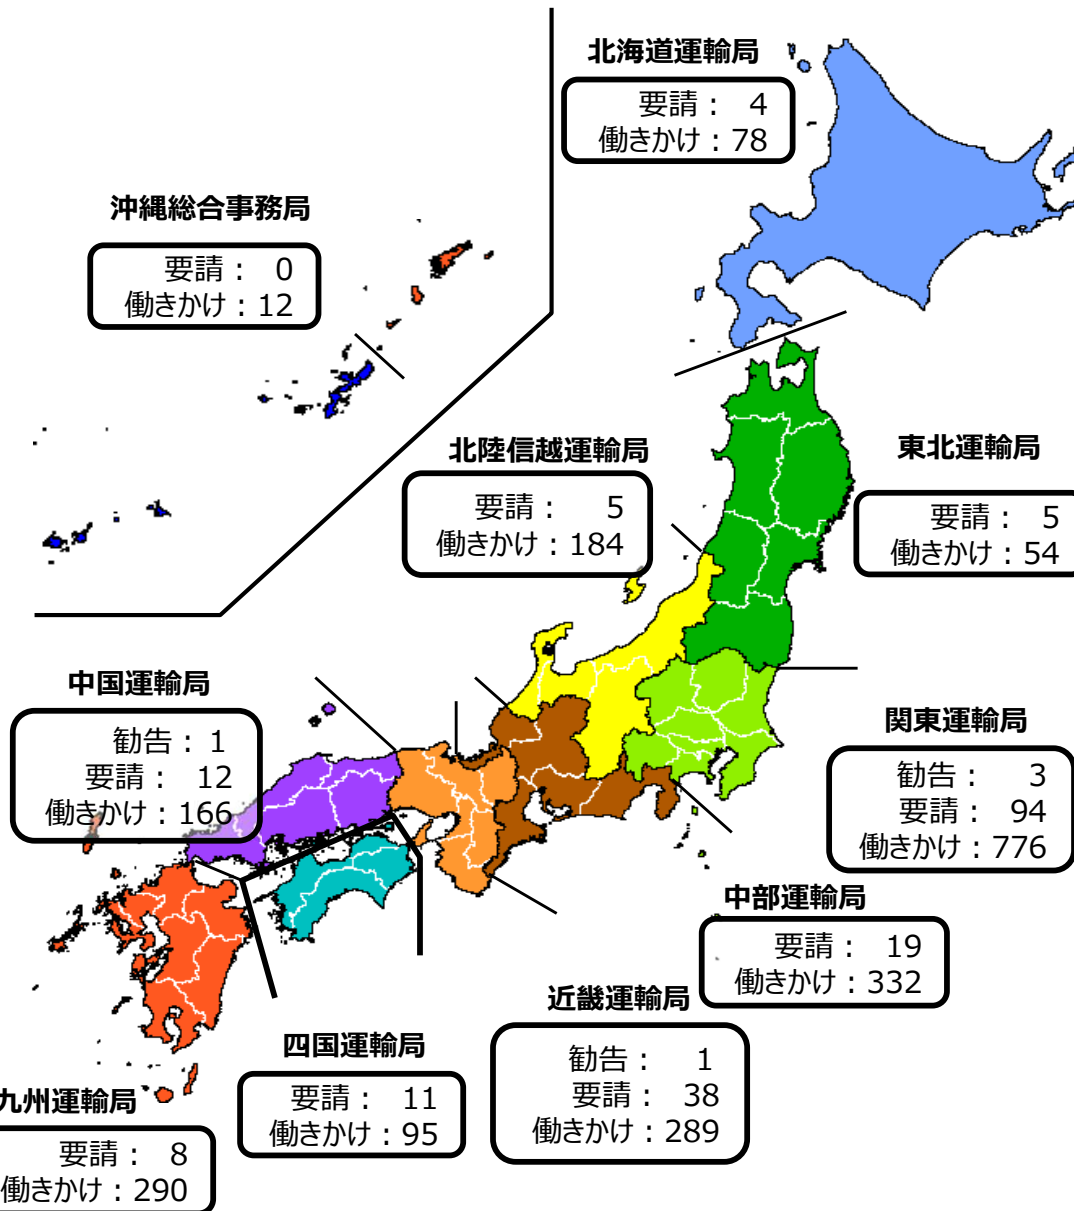 北海道運輸局
要請： 4
働きかけ：78
沖縄総合事務局
要請： 0
働きかけ：12
北陸信越運輸局
要請： 5
働きかけ：184
東北運輸局
要請： 5
働きかけ：54
中国運輸局
勧告：1
要請：12
働きかけ：166
関東運輸局
勧告： 3
要請： 94
働きかけ：776
中部運輸局
要請： 19
働きかけ：332
近畿運輸局
勧告： 1
要請： 38
働きかけ：289
四国運輸局
要請： 11
働きかけ：95
九州運輸局
要請： 8
働きかけ：290